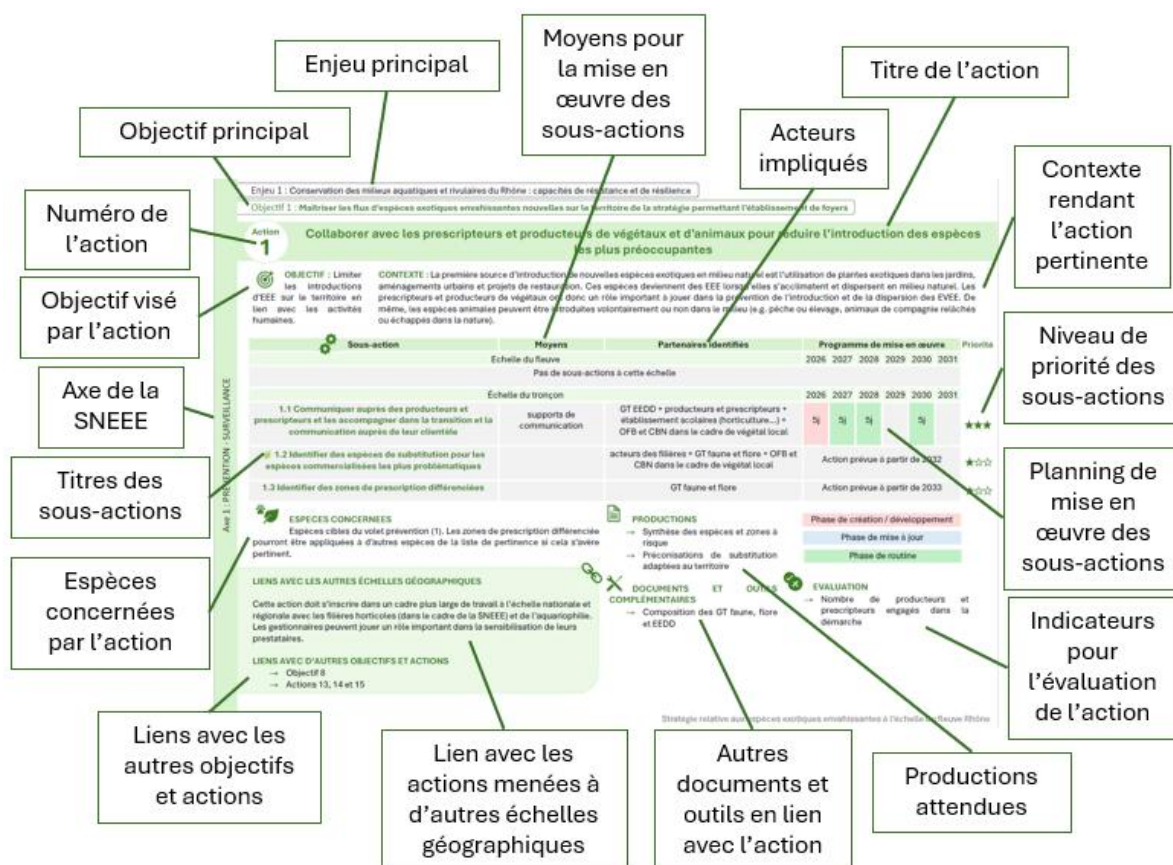 Moyens pour
la mise en
œuvre des
sous-actions
Enjeu principal
Titre de l'action
Objectif principal
Acteurs
impliqués
Contexte
rendant
l'action
pertinente
Numéro de
l'action
Objectif visé
par l'action
Axe de la
SNEEE
Titres des
sous-actions
Espèces
concernées
par l'action
Niveau de
priorité des
sous-actions
Planning de
mise en
œuvre des
sous-actions
Indicateurs
pour
l'évaluation
de l'action
Enjeu 1 : Conservation des milieux aquatiques et rivulaires du Rhône : capacités de résistance et de résilience
Objectif 1 : Maîtriser les flux d'espèces exotiques envahissantes nouvelles sur le territoire de la stratégie permettant l'établissement de foyers
Action
1
Collaborer avec les prescripteurs et producteurs de végétaux et d'animaux pour réduire l'introduction des espèces
les plus préoccupantes
OBJECTIF : Limiter
les introductions
d'EEE sur le territoire en
lien avec les activités
humaines.
CONTEXTE : La première source d'introduction de nouvelles espèces exotiques en milieu naturel est l'utilisation de plantes exotiques dans les jardins,
aménagements urbains et projets de restauration. Ces espèces deviennent des EEE lorsqu'elles s'acclimatent et dispersent en milieu naturel. Les
prescripteurs et producteurs de végétaux ont donc un rôle important à jouer dans la prévention de l'introduction et de la dispersion des EVEE. De
même, les espèces animales peuvent être introduites volontairement ou non dans le milieu (e.g. pêche ou élevage, animaux de compagnie relâchés
ou échappés dans la nature).
Sous-action Moyens Partenaires identifiés Programme de mise en œuvre Priorité
Echelle du fleuve 2026 2027 2028 2029 2030 2031
Pas de sous-actions à cette échelle
Échelle du tronçon 2026 2027 2028 2029 2030 2031
1.1 Communiquer auprès des producteurs et
prescripteurs et les accompagner dans la transition et la
communication auprès de leur clientèle
supports de
communication
GT EEDD + producteurs et prescripteurs +
établissement scolaires (horticulture...) +
OFB et CBN dans le cadre de végétal local
5j 5j 5j 5j
★★★
1.2 Identifier des espèces de substitution pour les
espèces commercialisées les plus problématiques
acteurs des filières + GT faune et flore + OFB et
CBN dans le cadre de végétal local
Action prévue à partir de 2032
★☆☆
1.3 Identifier des zones de prescription différenciées
GT faune et flore
Action prévue à partir de 2033
★☆☆
Axe 1 : PREVENTION - SURVEILLANCE
ESPECES CONCERNEES
Espèces cibles du volet prévention (1). Les zones de prescription différenciée
pourront être appliquées à d'autres espèces de la liste de pertinence si cela s'avère
pertinent.
PRODUCTIONS
→ Synthèse des espèces et zones à
risque
→ Préconisations de substitution
adaptées au territoire
Phase de création / développement
Phase de mise à jour
Phase de routine
LIENS AVEC LES AUTRES ÉCHELLES GÉOGRAPHIQUES
Cette action doit s'inscrire dans un cadre plus large de travail à l'échelle nationale et
régionale avec les filières horticoles (dans le cadre de la SNEEE) et de l'aquariophilie.
Les gestionnaires peuvent jouer un rôle important dans la sensibilisation de leurs
prestataires.
LIENS AVEC D'AUTRES OBJECTIFS ET ACTIONS
→ Objectif 8
→ Actions 13, 14 et 15
DOCUMENTS ET OUTILS
COMPLÉMENTAIRES
→ Composition des GT faune, flore
et EEDD
EVALUATION
→ Nombre de producteurs et
prescripteurs engagés dans la
démarche
Stratégie relative aux espèces exotiques envahissantes à l'échelle du fleuve Rhône
Liens avec les
autres objectifs
et actions
Lien avec les
actions menées à
d'autres échelles
géographiques
Autres
documents et
outils en lien
avec l'action
Productions
attendues